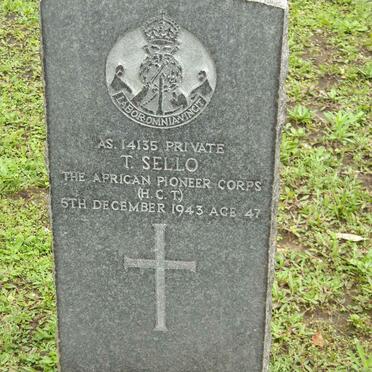 LABOR OMNIA VINCIT
AS. 14135 PRIVATE
T. SELLO
THE AFRICAN PIONEER CORPS
(H.C.T)
5TH DECEMBER 1943 AGE 47